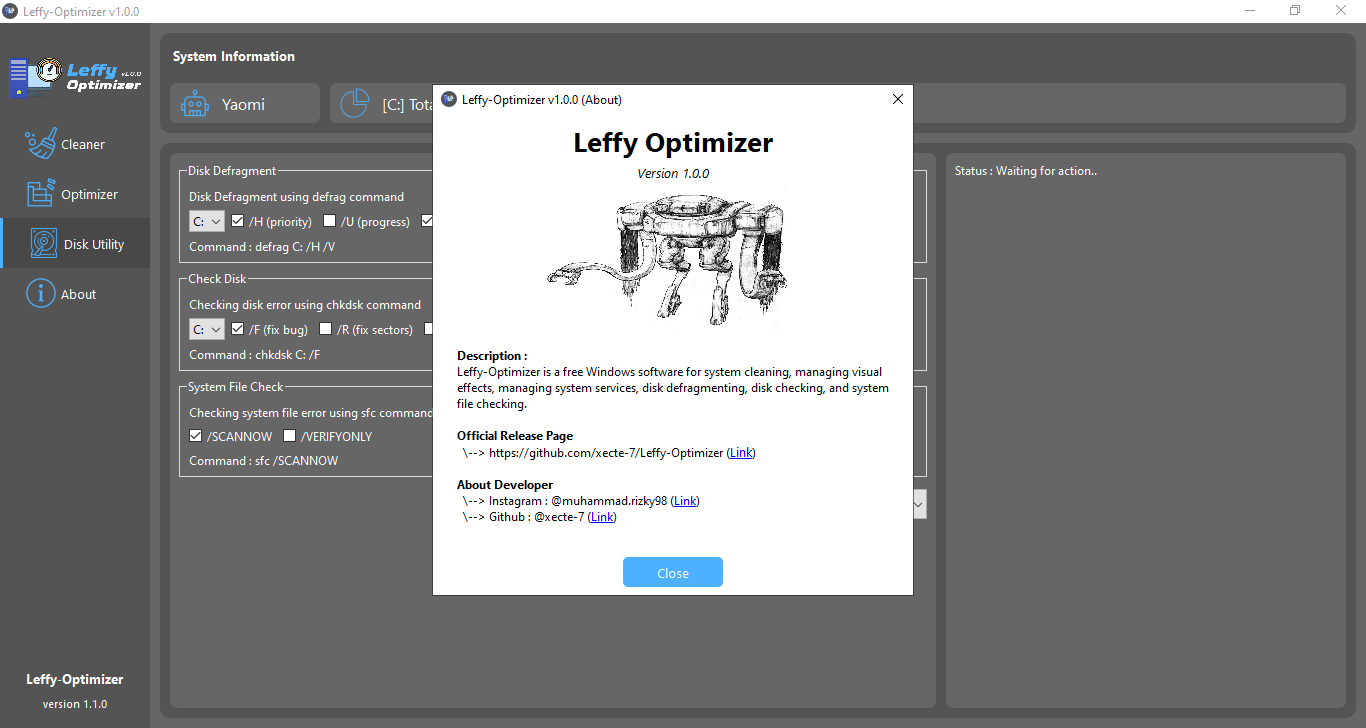 Leffy-Optimizer v1.0.0
Leffy v1.0.0
Optimizer
Cleaner
Optimizer
Disk Utility
About
Leffy-Optimizer
version 1.1.0
System Information
Yaomi
[C:]
Disk Defragment
Disk Defragment using defrag command
C: /H (priority) /U (progress)
Command : defrag C: /H /V
Check Disk
Checking disk error using chkdsk command
C: /F (fix bug) /R (fix sectors)
Command : chkdsk C: /F
System File Check
Checking system file error using sfc command
/SCANNOW /VERIFYONLY
Command : sfc /SCANNOW
Status : Waiting for action..
Leffy-Optimizer v1.0.0 (About)
Leffy Optimizer
Version 1.0.0
Description :
Leffy-Optimizer is a free Windows software for system cleaning, managing visual
effects, managing system services, disk defragmenting, disk checking, and system
file checking.
Official Release Page
\--> https://github.com/xecte-7/Leffy-Optimizer (Link)
About Developer
\--> Instagram : @muhammad.rizky98 (Link)
\--> Github : @xecte-7 (Link)
Close